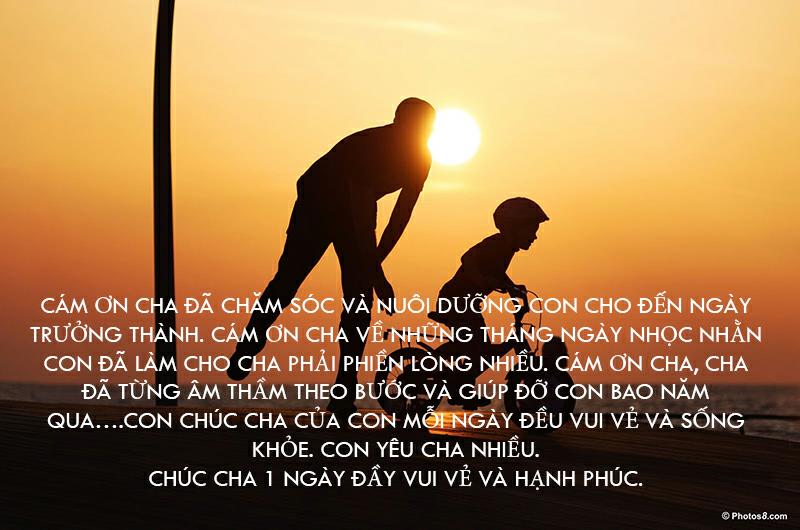 CÁM ƠN CHA ĐÃ CHĂM SÓC VÀ NUÔI DƯỠNG CON CHO ĐẾN NGÀY
TRƯỞNG THÀNH. CÁM ƠN CHA VỀ NHỮNG THÁNG NGÀY NHỌC NHẰN
CON ĐÃ LÀM CHO CHA PHẢI PHIỀN LÒNG NHIỀU. CÁM ƠN CHA, CHA
ĐÃ TỪNG ÂM THẦM THEO BƯỚC VÀ GIÚP ĐỠ CON BAO NĂM
QUA....CON CHÚC CHA CỦA CON MỖI NGÀY ĐỀU VUI VẺ VÀ SỐNG
KHỎE. CON YÊU CHA NHIỀU.
CHÚC CHA 1 NGÀY ĐẦY VUI VẺ VÀ HẠNH PHÚC.
© Photos8.com